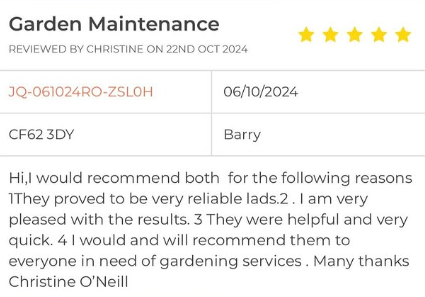 Garden Maintenance
REVIEWED BY CHRISTINE ON 22ND OCT 2024
JQ-061024RO-ZSL0H
06/10/2024
CF62 3DY
Barry
Hi,I would recommend both  for the following reasons
1They proved to be very reliable lads.2 . I am very
pleased with the results. 3 They were helpful and very
quick. 4 I would and will recommend them to
everyone in need of gardening services . Many thanks
Christine O’Neill